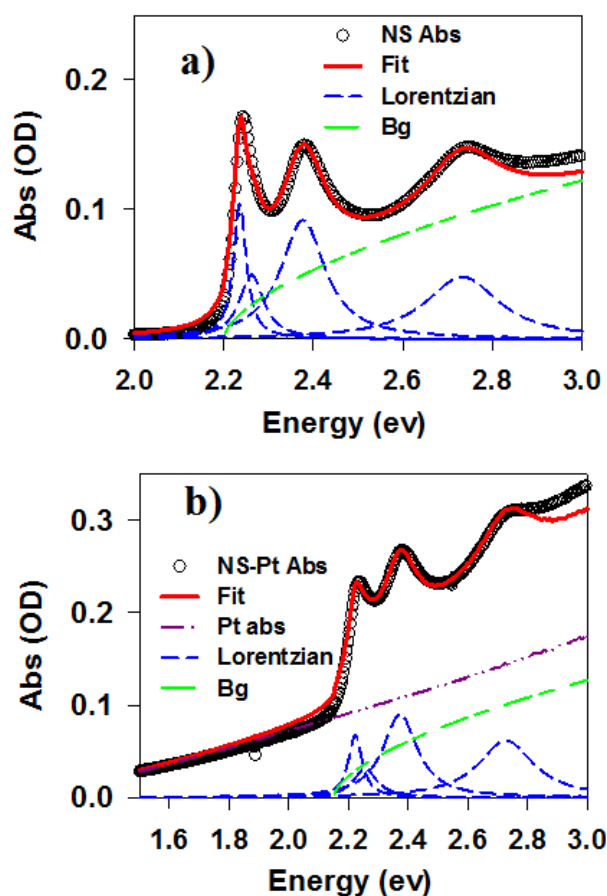 a)
NS Abs
Fit
Lorentzian
Bg
Abs (OD)
0.2
0.1
0.0
2.0 2.2 2.4 2.6 2.8 3.0
Energy (ev)
b)
NS-Pt Abs
Fit
Pt abs
Lorentzian
Bg
Abs (OD)
0.3
0.2
0.1
0.0
1.6 1.8 2.0 2.2 2.4 2.6 2.8 3.0
Energy (ev)